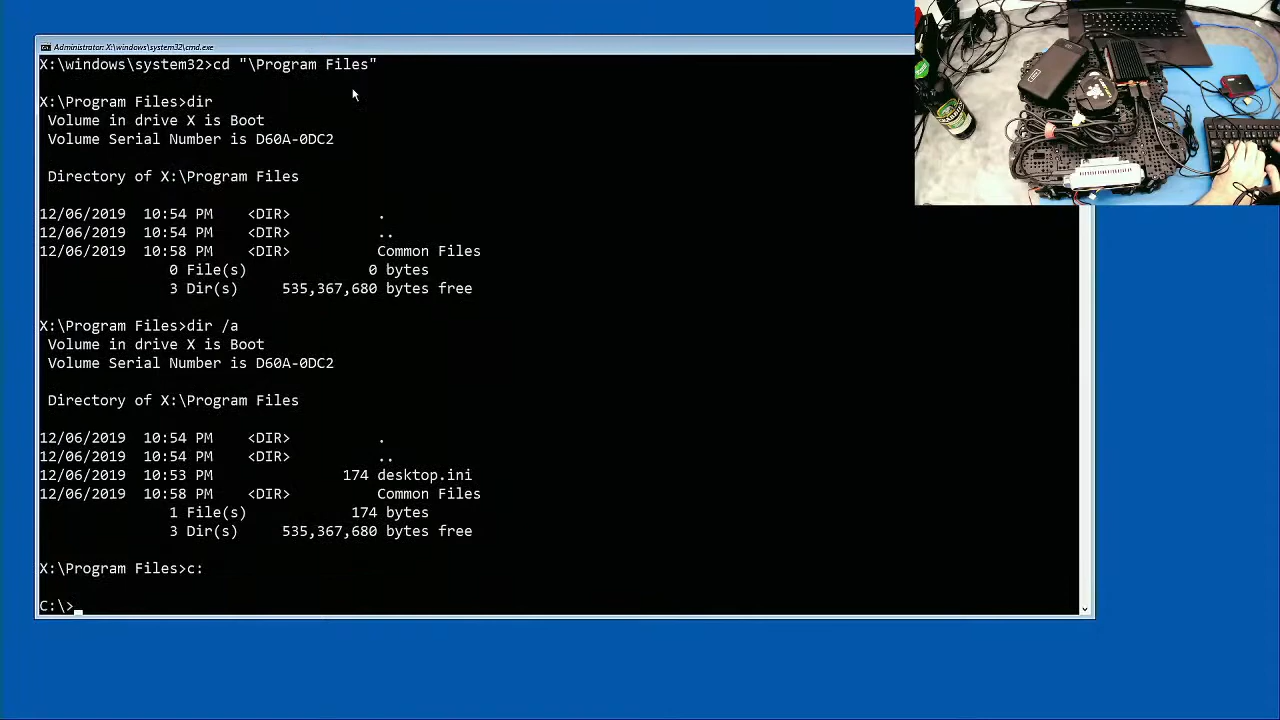 Administrator: X:\windows\system32\cmd.exe
X:\windows\system32>cd "\Program Files"
X:\Program Files>dir
Volume in drive X is Boot
Volume Serial Number is D60A-0DC2
Directory of X:\Program Files
12/06/2019 10:54 PM <DIR> .
12/06/2019 10:54 PM <DIR> ..
12/06/2019 10:58 PM <DIR> Common Files
0 File(s) 0 bytes
3 Dir(s) 535,367,680 bytes free
X:\Program Files>dir /a
Volume in drive X is Boot
Volume Serial Number is D60A-0DC2
Directory of X:\Program Files
12/06/2019 10:54 PM <DIR> .
12/06/2019 10:54 PM <DIR> ..
12/06/2019 10:53 PM 174 desktop.ini
12/06/2019 10:58 PM <DIR> Common Files
1 File(s) 174 bytes
3 Dir(s) 535,367,680 bytes free
X:\Program Files>c:
C:\>